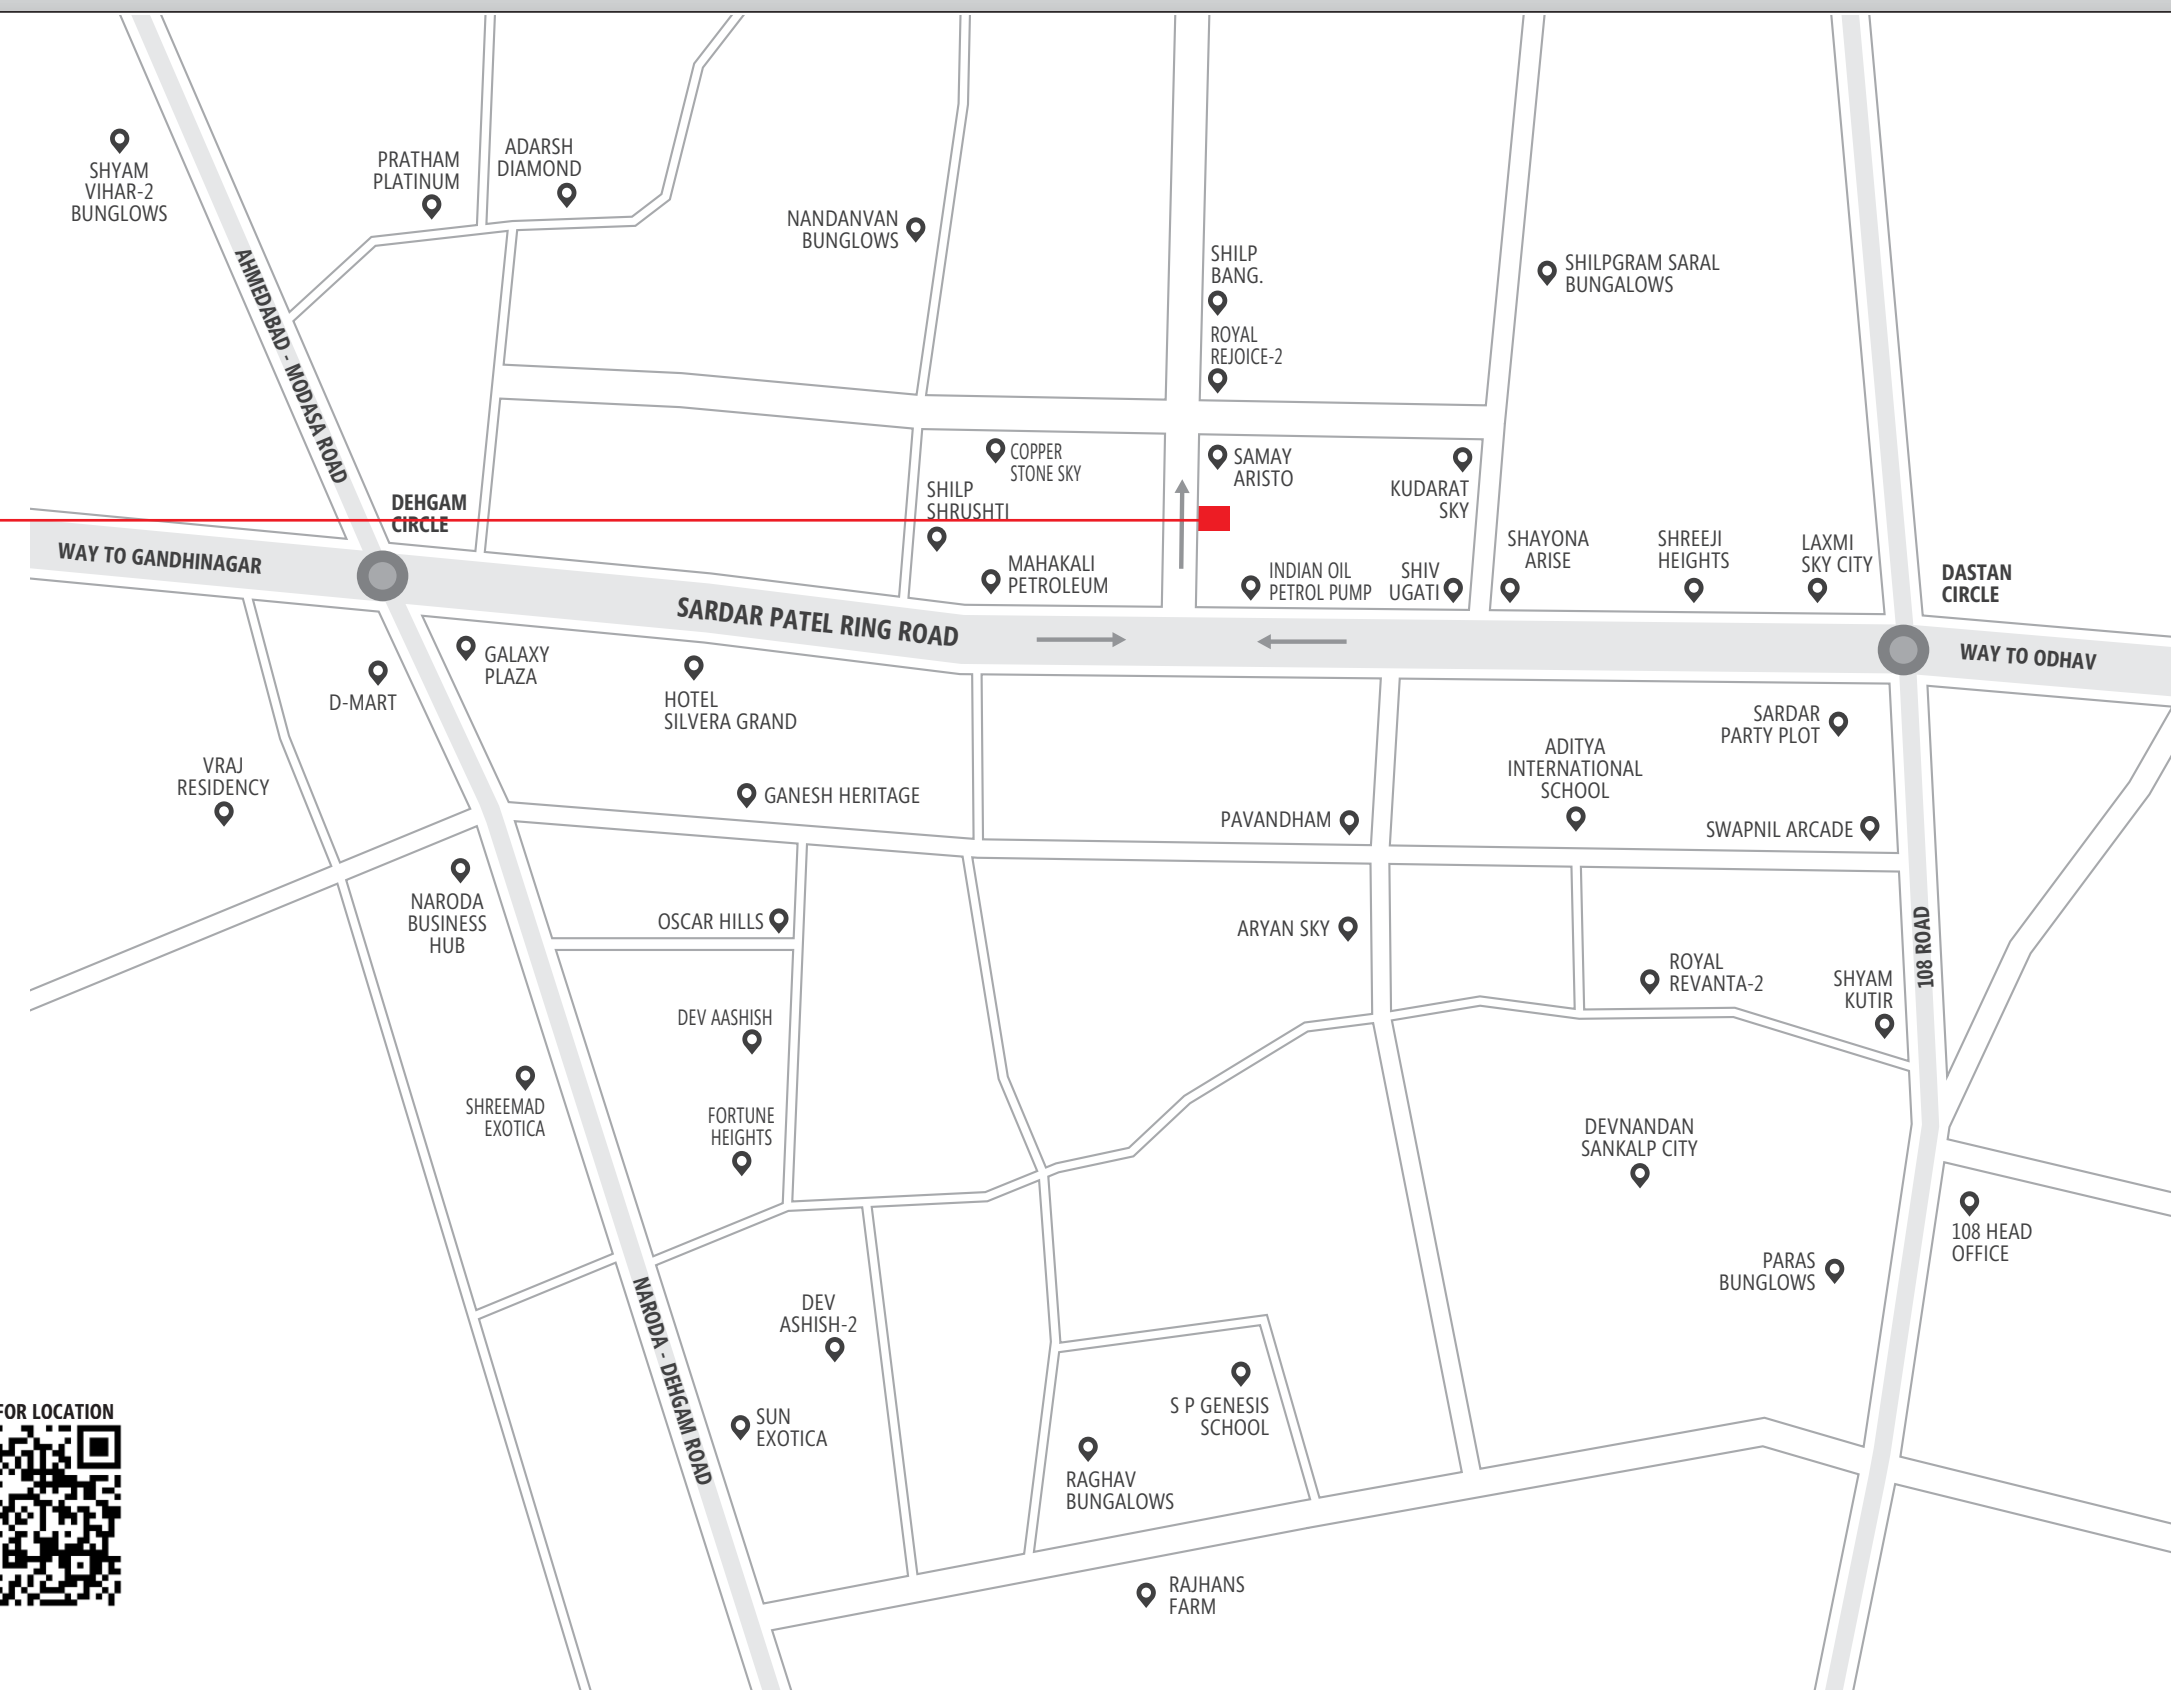 SHYAM
VIHAR-2
BUNGLOWS
PRATHAM
PLATINUM
ADARSH
DIAMOND
NANDANVAN
BUNGLOWS
SHILP
BANG.
ROYAL
REJOICE-2
SHILPGRAM SARAL
BUNGALOWS
AHMEDABAD - MODASA ROAD
COPPER
STONE SKY
SHILP
SHRUSHTI
SAMAY
ARISTO
KUDARAT
SKY
DEHGAM
CIRCLE
WAY TO GANDHINAGAR
MAHAKALI
PETROLEUM
INDIAN OIL
PETROL PUMP
SHIV
UGATI
SHAYONA
ARISE
SHREEJI
HEIGHTS
LAXMI
SKY CITY
DASTAN
CIRCLE
SARDAR PATEL RING ROAD
WAY TO ODHAV
GALAXY
PLAZA
D-MART
HOTEL
SILVERA GRAND
SARDAR
PARTY PLOT
ADITYA
INTERNATIONAL
SCHOOL
VRAJ
RESIDENCY
GANESH HERITAGE
PAVANDHAM
SWAPNIL ARCADE
NARODA
BUSINESS
HUB
OSCAR HILLS
ARYAN SKY
108 ROAD
ROYAL
REVANTA-2
SHYAM
KUTIR
DEV AASHISH
SHREEMAD
EXOTICA
FORTUNE
HEIGHTS
DEVNANDAN
SANKALP CITY
108 HEAD
OFFICE
PARAS
BUNGLOWS
NARODA - DEHGAM ROAD
DEV
ASHISH-2
SUN
EXOTICA
S P GENESIS
SCHOOL
RAGHAV
BUNGALOWS
RAJHANS
FARM
FOR LOCATION